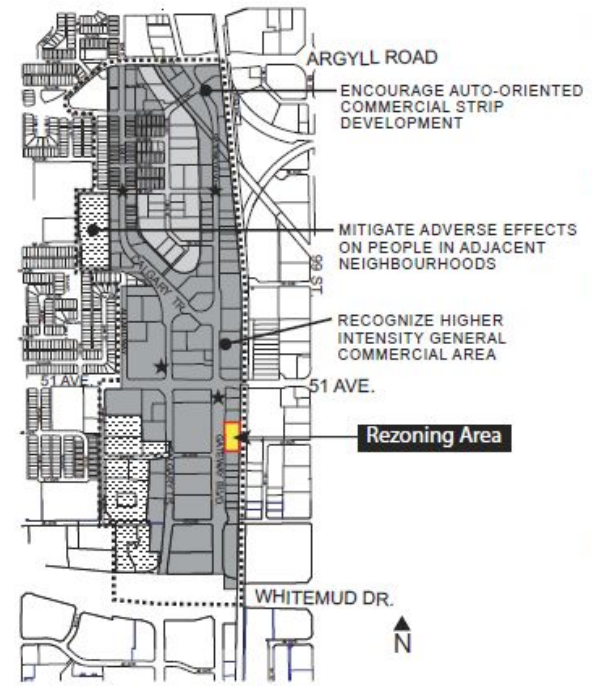 ARGYLL ROAD
ENCOURAGE AUTO-ORIENTED
COMMERCIAL STRIP
DEVELOPMENT
MITIGATE ADVERSE EFFECTS
ON PEOPLE IN ADJACENT
NEIGHBOURHOODS
CALGARY TR.
99 ST.
RECOGNIZE HIGHER
INTENSITY GENERAL
COMMERCIAL AREA
51 AVE.
51 AVE.
Rezoning Area
GATEWAY BLVD
WHITEMUD DR.
N